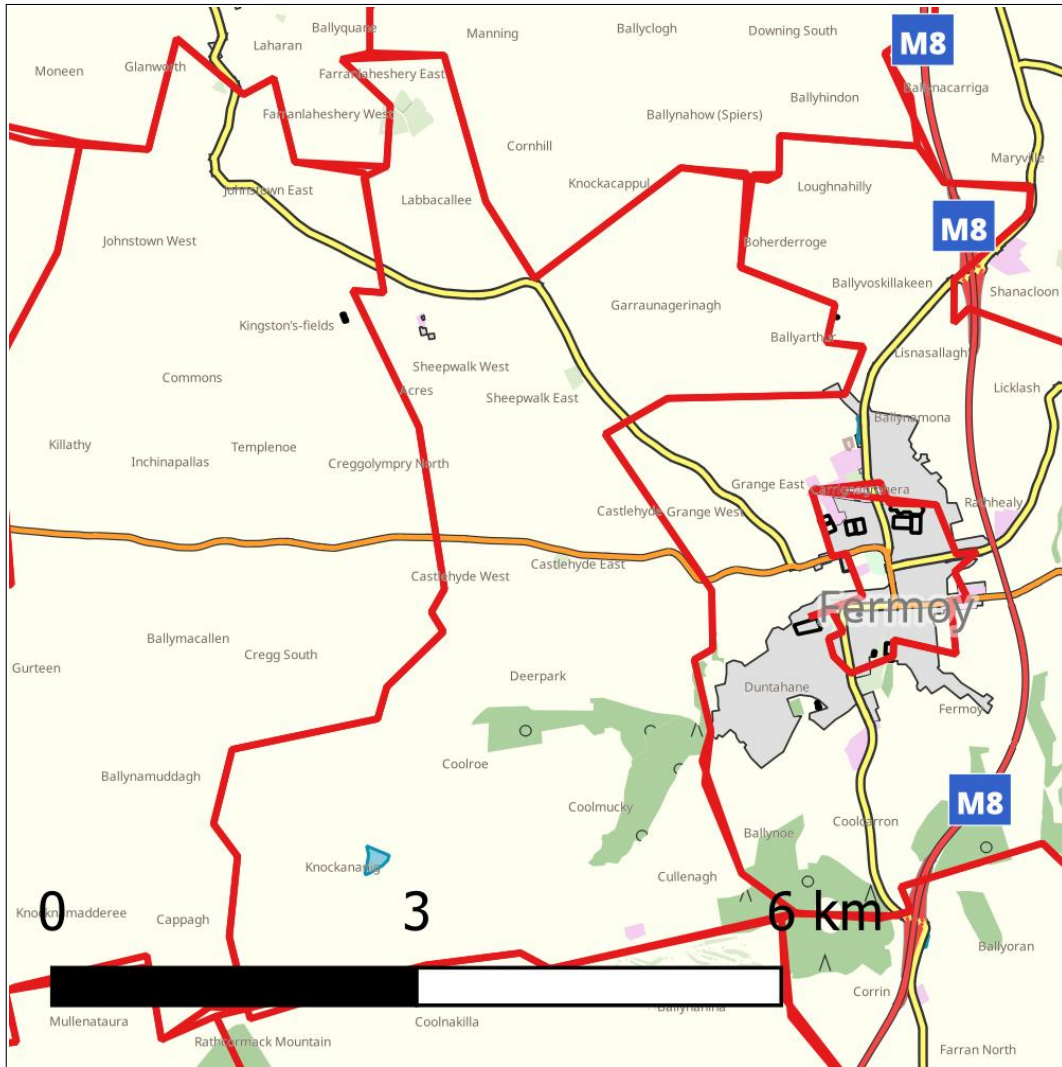 Ballyquane
Manning
Ballyclogh
Downing South
M8
Laharan
Glanworth
Moneen
Farranlaheshery East
Ballynacarriga
Ballyhindon
Farranlaheshery West
Ballynahow (Spiers)
Cornhill
Maryville
Johnstown East
Knockacappul
Loughnahilly
Labbacallee
M8
Johnstown West
Boherderroge
Ballyvoskillakeen
Shanacloon
Garraunagerinagh
Kingston's-fields
Ballyarthur
Lisnasallagh
Sheepwalk West
Commons
Acres
Licklash
Sheepwalk East
Ballynamona
Killathy
Templenoe
Inchinapallas
Creggolympry North
Grange East
Rathhealy
Castlehyde
Grange West
Castlehyde East
Castlehyde West
Fermoy
Ballymacallen
Cregg South
Gurteen
Deerpark
Duntahane
Fermoy
Coolroe
Ballynamuddagh
M8
Coolmucky
Coolcarron
Ballynoe
Knockananig
Cullenagh
0
3
6 km
Knocknamadderee
Cappagh
Ballyoran
Corrin
Mullenataura
Coolnakilla
Rathcormack Mountain
Farran North